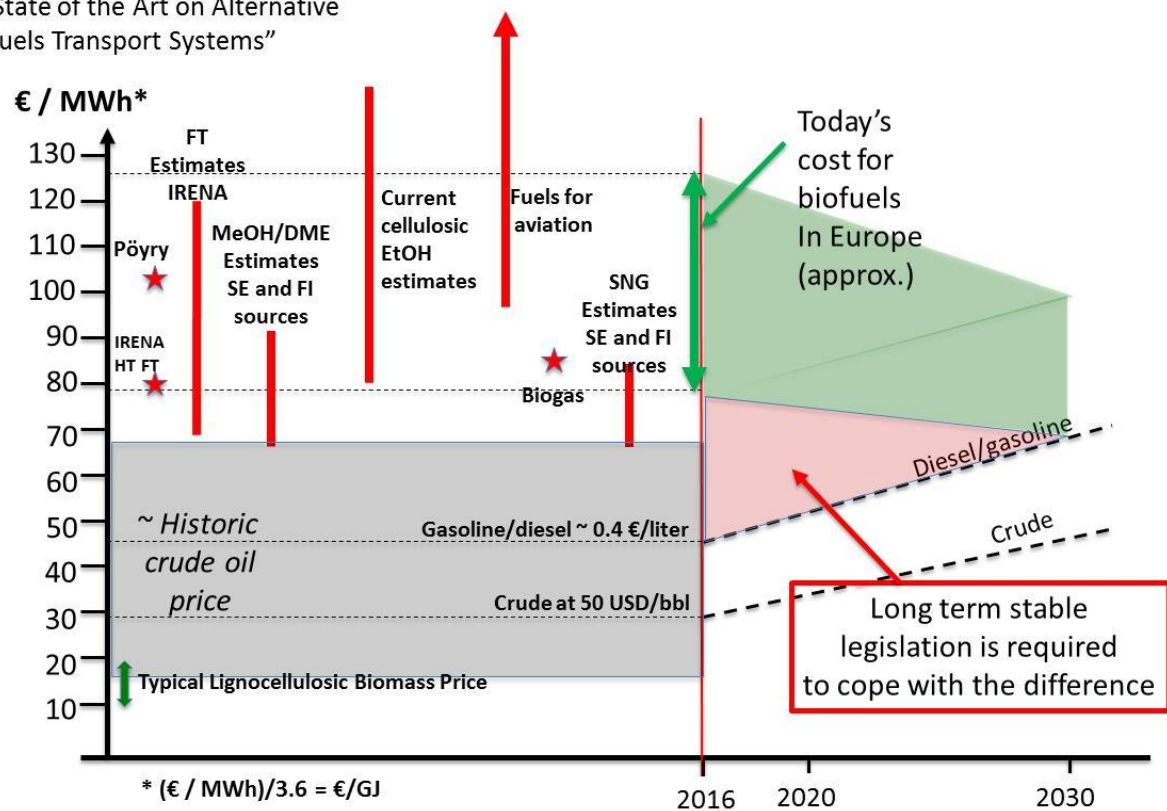 State of the Art on Alternative
uels Transport Systems”
€ / MWh*
130
120
110
100
90
80
70
60
50
40
30
20
10
FT
Estimates
IRENA
Pöyry
IRENA
HT FT
MeOH/DME
Estimates
SE and FI
sources
Current
cellulosic
EtOH
estimates
Fuels for
aviation
Biogas
SNG
Estimates
SE and FI
sources
Today’s
cost for
biofuels
In Europe
(approx.)
~ Historic
crude oil
price
Gasoline/diesel ~ 0.4 €/liter
Crude at 50 USD/bbl
Typical Lignocellulosic Biomass Price
Diesel/gasoline
Crude
Long term stable
legislation is required
to cope with the difference
* (€ / MWh)/3.6 = €/GJ
2016
2020
2030